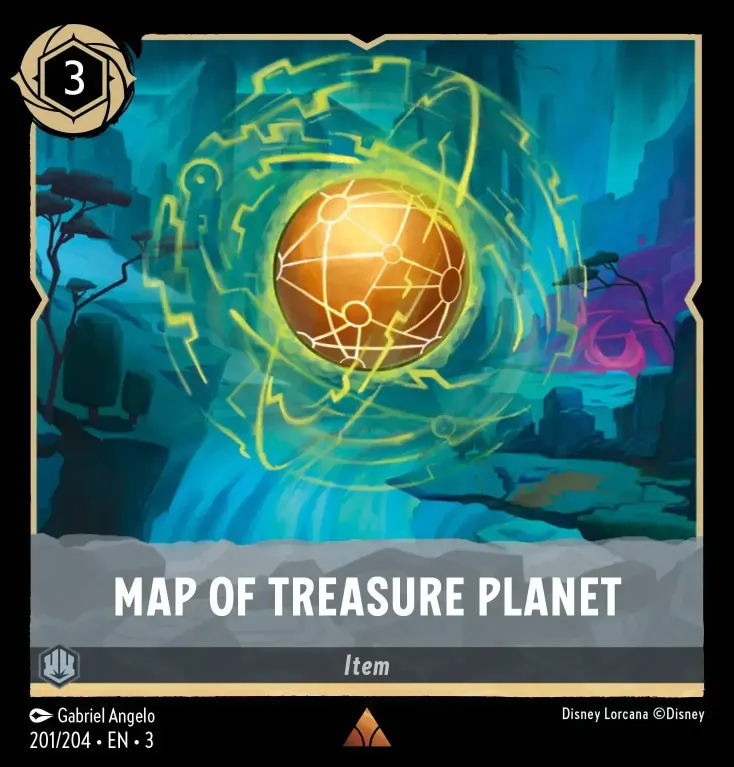 3
MAP OF TREASURE PLANET
Item
Gabriel Angelo
Disney Lorcana ©Disney
201/204 • EN • 3